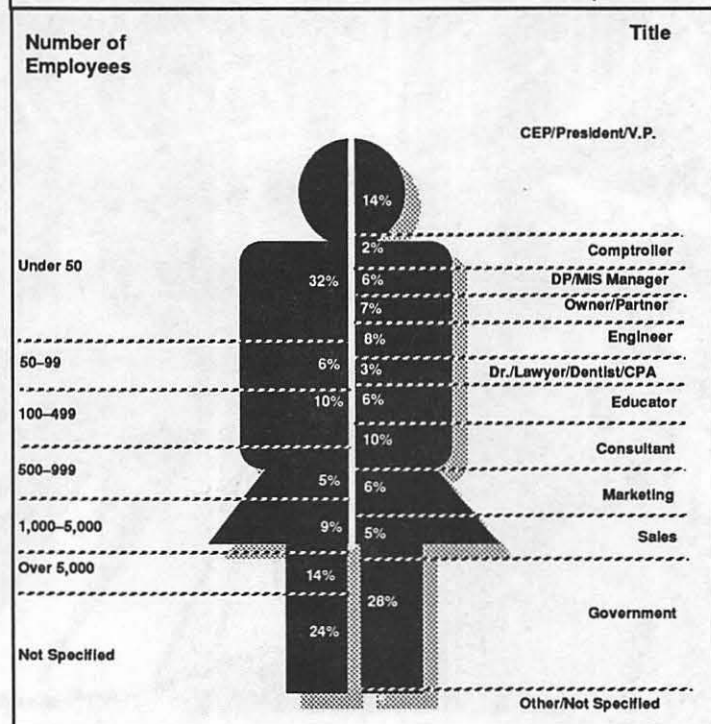 Number of
Employees
Title
CEP/President/V.P.
14%
2%
Comptroller
Under 50
32%
6%
DP/MIS Manager
7%
Owner/Partner
8%
Engineer
50–99
6%
3%
Dr./Lawyer/Dentist/CPA
10%
6%
Educator
100–499
10%
Consultant
500–999
5%
6%
Marketing
1,000–5,000
9%
5%
Sales
Over 5,000
14%
28%
Government
24%
Not Specified
Other/Not Specified